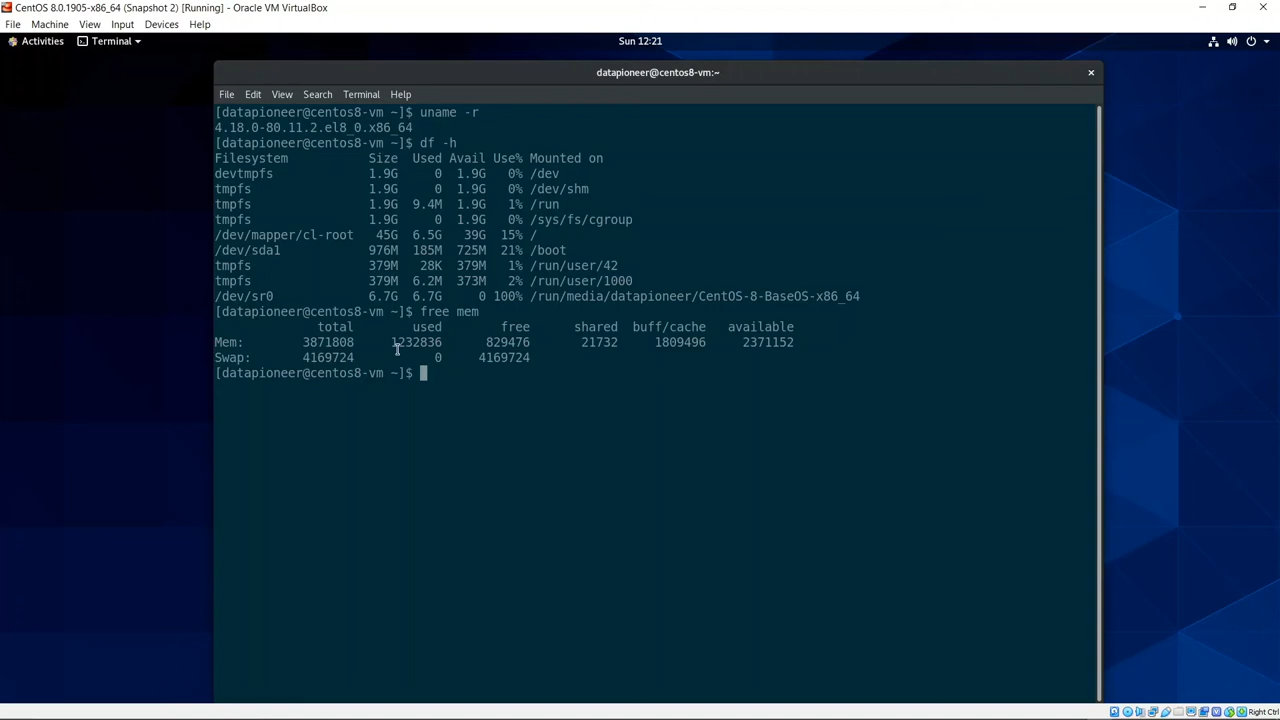 CentOS 8.0.1905-x86_64 (Snapshot 2) [Running] - Oracle VM VirtualBox
File Machine View Input Devices Help
Activities Terminal Sun 12:21
datapioneer@centos8-vm:~
File Edit View Search Terminal Help
[datapioneer@centos8-vm ~]$ uname -r
4.18.0-80.11.2.el8_0.x86_64
[datapioneer@centos8-vm ~]$ df -h
Filesystem Size Used Avail Use% Mounted on
devtmpfs 1.9G 0 1.9G 0% /dev
tmpfs 1.9G 0 1.9G 0% /dev/shm
tmpfs 1.9G 9.4M 1.9G 1% /run
tmpfs 1.9G 0 1.9G 0% /sys/fs/cgroup
/dev/mapper/cl-root 45G 6.5G 39G 15% /
/dev/sda1 976M 185M 725M 21% /boot
tmpfs 379M 28K 379M 1% /run/user/42
tmpfs 379M 6.2M 373M 2% /run/user/1000
/dev/sr0 6.7G 6.7G 0 100% /run/media/datapioneer/CentOS-8-BaseOS-x86_64
[datapioneer@centos8-vm ~]$ free mem
total used free shared buff/cache available
Mem: 3871808 1232836 829476 21732 1809496 2371152
Swap: 4169724 0 4169724
[datapioneer@centos8-vm ~]$
Right Ctrl